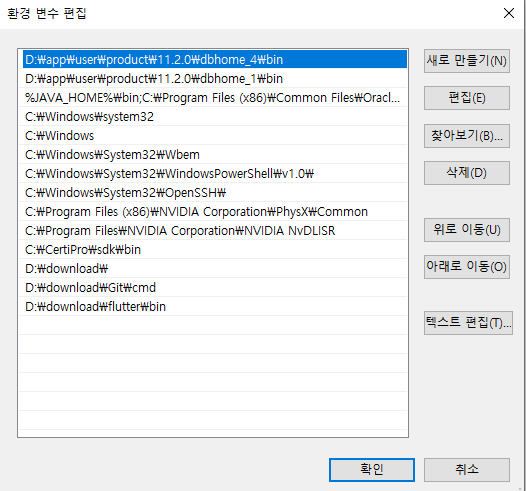 환경 변수 편집
D:₩app₩user₩product₩11.2.0₩dbhome_4₩bin
D:₩app₩user₩product₩11.2.0₩dbhome_1₩bin
%JAVA_HOME%₩bin;C:₩Program Files (x86)₩Common Files₩Oracl...
C:₩Windows₩system32
C:₩Windows
C:₩Windows₩System32₩Wbem
C:₩Windows₩System32₩WindowsPowerShell₩v1.0₩
C:₩Windows₩System32₩OpenSSH₩
C:₩Program Files (x86)₩NVIDIA Corporation₩PhysX₩Common
C:₩Program Files₩NVIDIA Corporation₩NVIDIA NvDLISR
C:₩CertiPro₩sdk₩bin
D:₩download₩
D:₩download₩Git₩cmd
D:₩download₩flutter₩bin
새로 만들기(N)
편집(E)
찾아보기(B)...
삭제(D)
위로 이동(U)
아래로 이동(O)
텍스트 편집(T)...
확인
취소